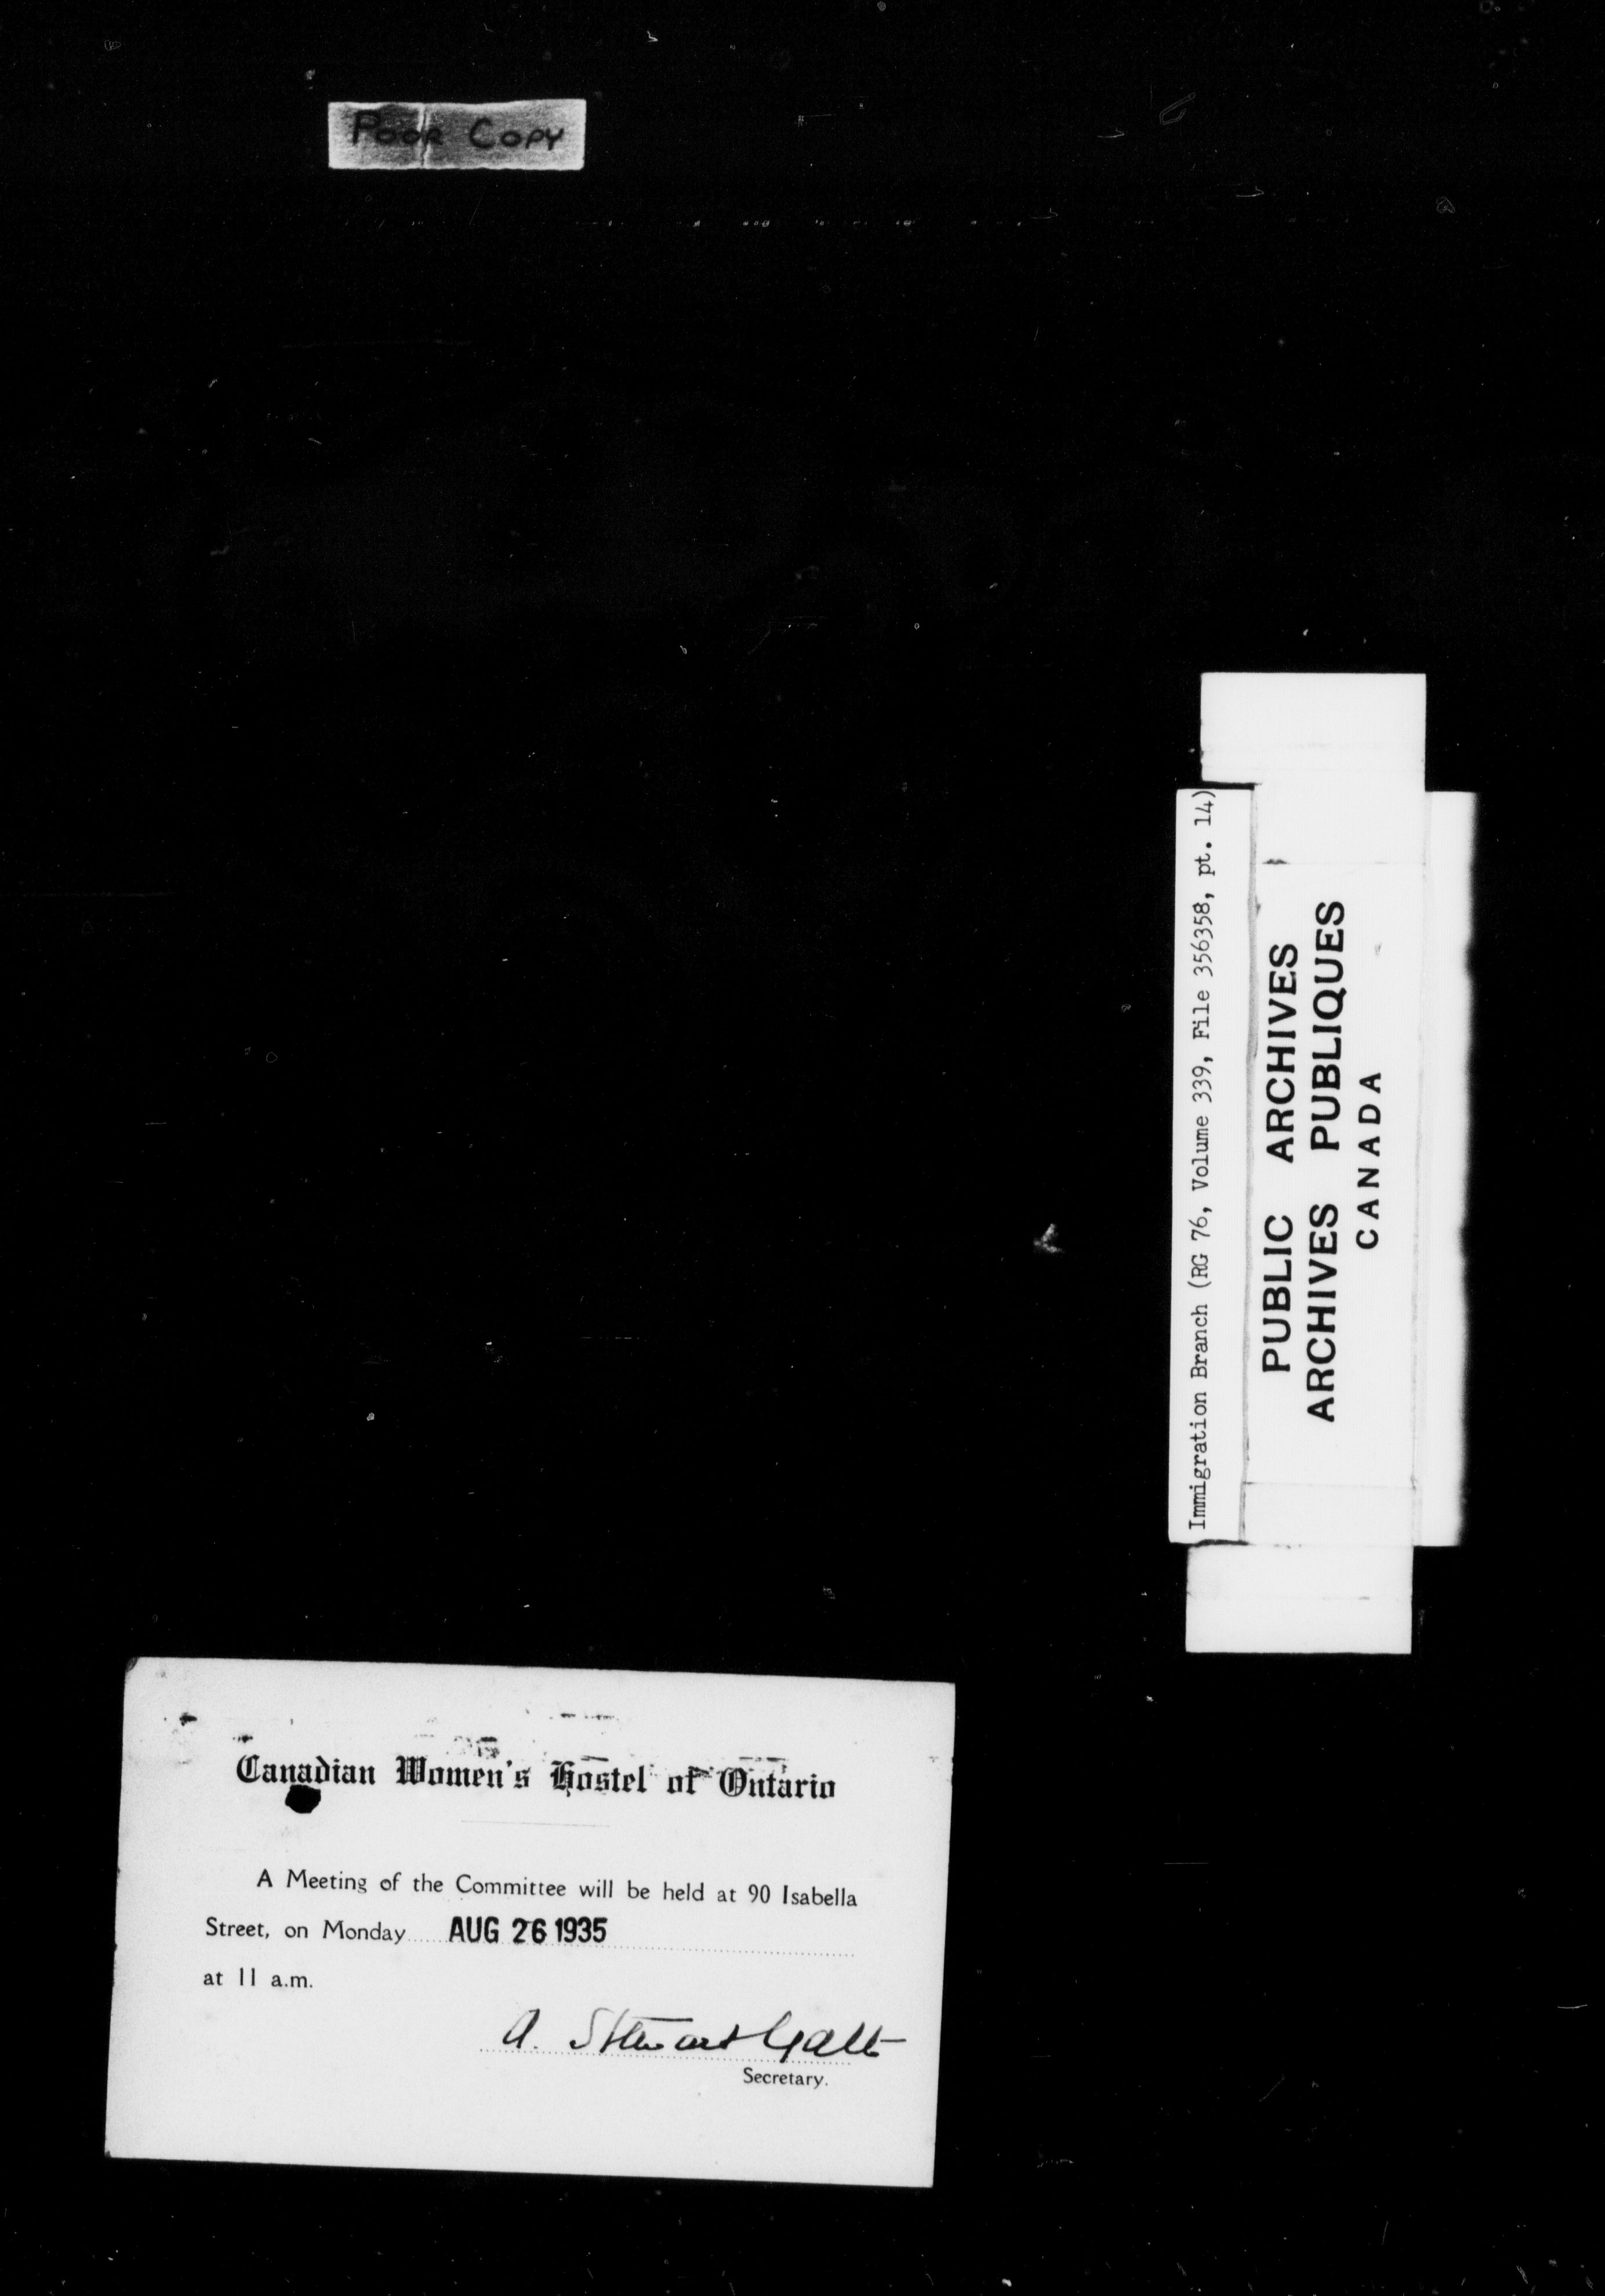 Poor Copy
Immigration Branch (RG 76, Volume 339, File 356358, pt. 14)
PUBLIC ARCHIVES
ARCHIVES PUBLIQUES
CANADA
Canadian Women's Hostel of Ontario
A Meeting of the Committee will be held at 90 Isabella
Street, on Monday AUG 26 1935
at 11 a.m.
A. Stewart Galt
Secretary.